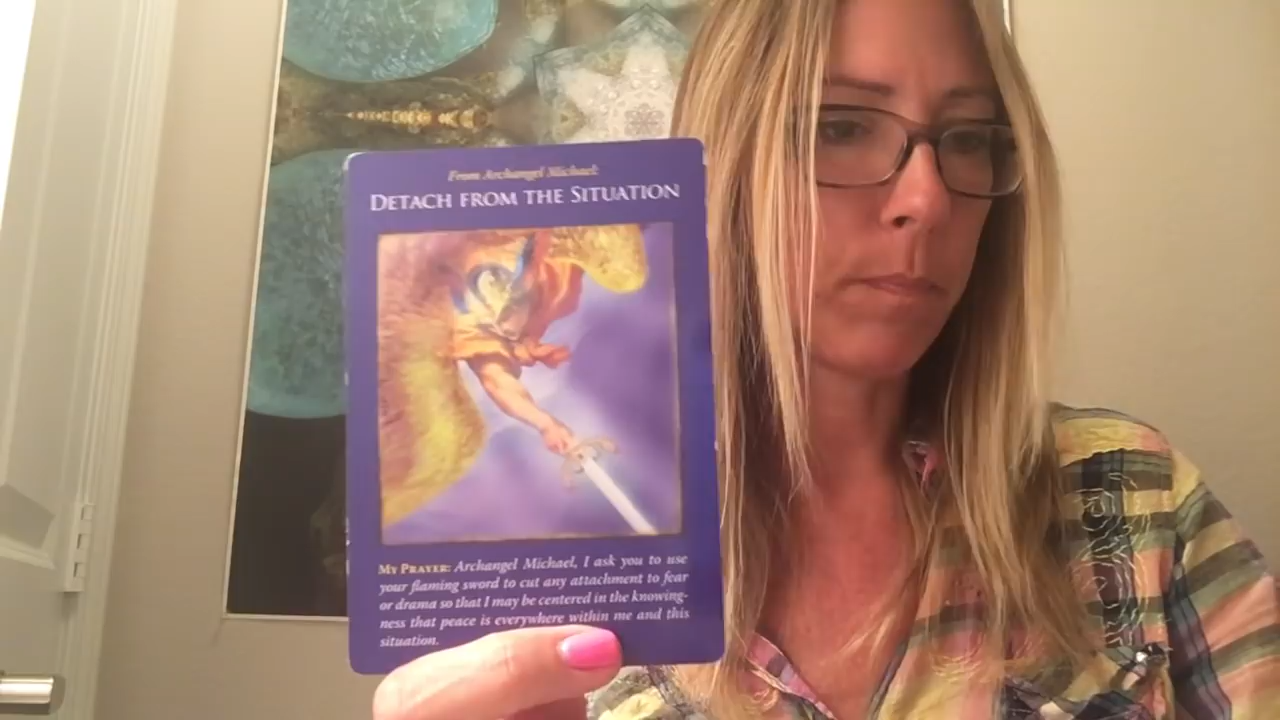 From Archangel Michael:
DETACH FROM THE SITUATION
MY PRAYER: Archangel Michael, I ask you to use
your flaming sword to cut any attachment to fear
or drama so that I may be centered in the knowing-
ness that peace is everywhere within me and this
situation.